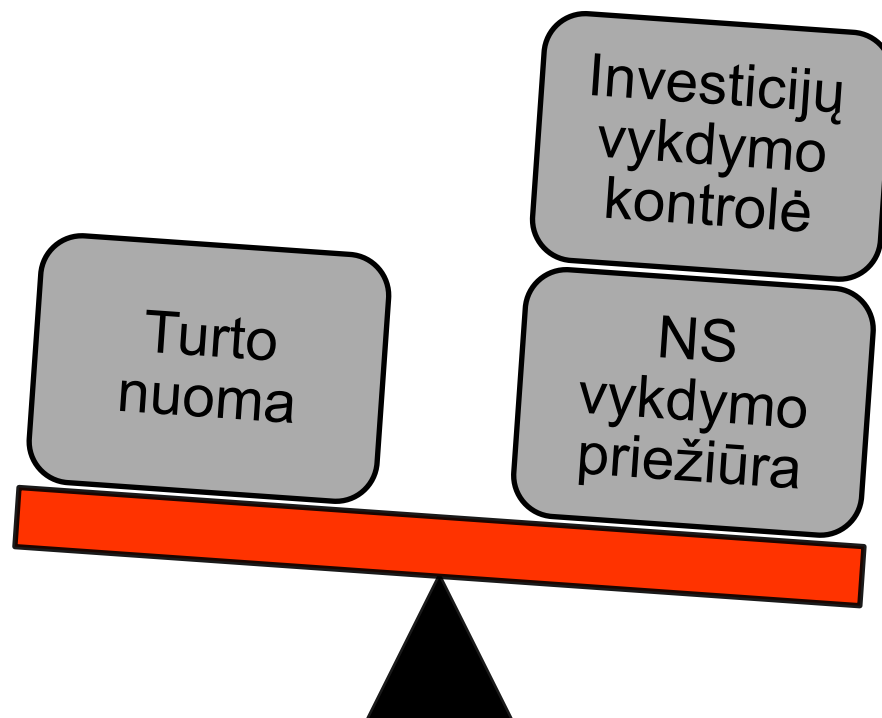 Investicijų
vykdymo
kontrolė
Turto
nuoma
NS
vykdymo
priežiūra